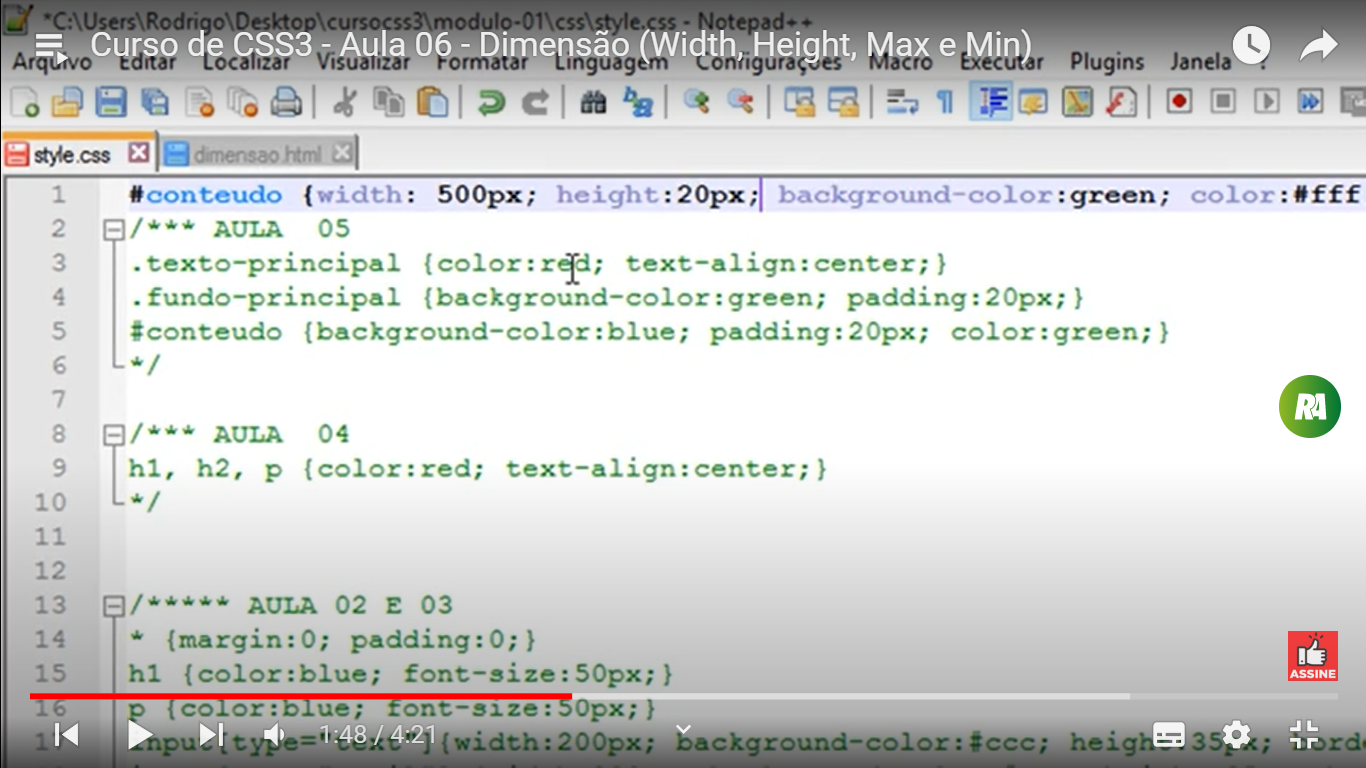 *C:\Users\Rodrigo\Desktop\cursocss3\modulo-01\css\style.css - Notepad++
Curso de CSS3 - Aula 06 - Dimensão (Width, Height, Max e Min)
Arquivo Editar Localizar Visualizar Formatar Linguagem Configurações Macro Executar Plugins Janela ?
style.css dimensao.html
1 #conteudo {width: 500px; height:20px; background-color:green; color:#fff
2 /*** AULA 05
3 .texto-principal {color:red; text-align:center;}
4 .fundo-principal {background-color:green; padding:20px;}
5 #conteudo {background-color:blue; padding:20px; color:green;}
6 */
7
8 /*** AULA 04
9 h1, h2, p {color:red; text-align:center;}
10 */
11
12
13 /***** AULA 02 E 03
14 * {margin:0; padding:0;}
15 h1 {color:blue; font-size:50px;}
16 p {color:blue; font-size:50px;}
input[type="text"]{width:200px; background-color:#ccc; height:35px;
RA
ASSINE
1:48 / 4:21